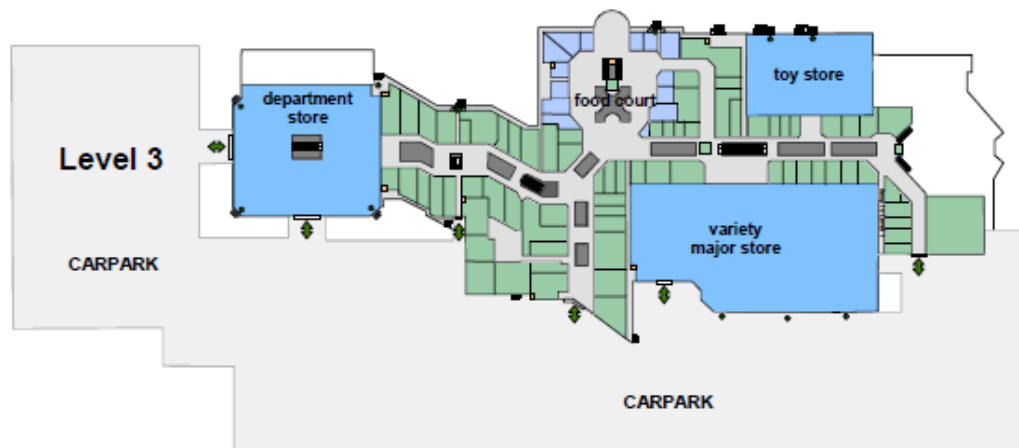 toy store
department
store
food court
Level 3
variety
major store
CARPARK
CARPARK